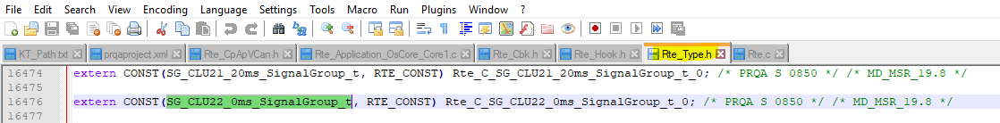 File Edit Search View Encoding Language Settings Tools Macro Run Plugins Window ?
KT_Path.txt prqaproject.xml Rte_CpApVCan.h Rte_Application_OsCore_Core1.c Rte_Cbk.h Rte_Hook.h Rte_Type.h Rte.c
16474 extern CONST(SG_CLU21_20ms_SignalGroup_t, RTE_CONST) Rte_C_SG_CLU21_20ms_SignalGroup_t_0; /* PRQA S 0850 */ /* MD_MSR_19.8 */
16475
16476 extern CONST(SG_CLU22_0ms_SignalGroup_t, RTE_CONST) Rte_C_SG_CLU22_0ms_SignalGroup_t_0; /* PRQA S 0850 */ /* MD_MSR_19.8 */
16477